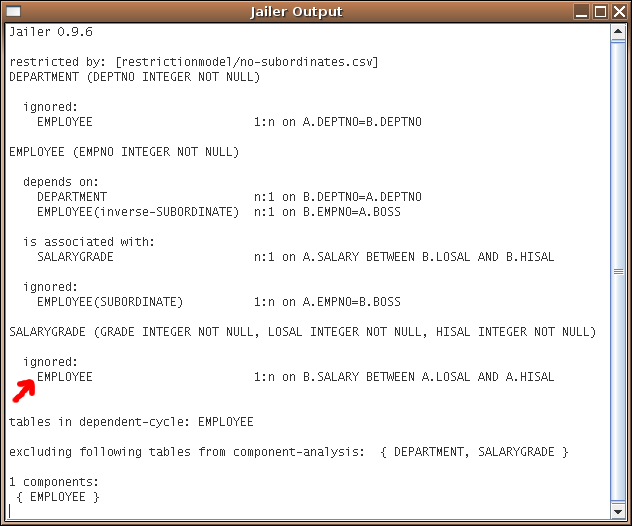 Jailer Output
Jailer 0.9.6
restricted by: [restrictionmodel/no-subordinates.csv]
DEPARTMENT (DEPTNO INTEGER NOT NULL)
ignored:
EMPLOYEE 1:n on A.DEPTNO=B.DEPTNO
EMPLOYEE (EMPNO INTEGER NOT NULL)
depends on:
DEPARTMENT n:1 on B.DEPTNO=A.DEPTNO
EMPLOYEE(inverse-SUBORDINATE) n:1 on B.EMPNO=A.BOSS
is associated with:
SALARYGRADE n:1 on A.SALARY BETWEEN B.LOSAL AND B.HISAL
ignored:
EMPLOYEE(SUBORDINATE) 1:n on A.EMPNO=B.BOSS
SALARYGRADE (GRADE INTEGER NOT NULL, LOSAL INTEGER NOT NULL, HISAL INTEGER NOT NULL)
ignored:
EMPLOYEE 1:n on B.SALARY BETWEEN A.LOSAL AND A.HISAL
tables in dependent-cycle: EMPLOYEE
excluding following tables from component-analysis: { DEPARTMENT, SALARYGRADE }
1 components:
{ EMPLOYEE }